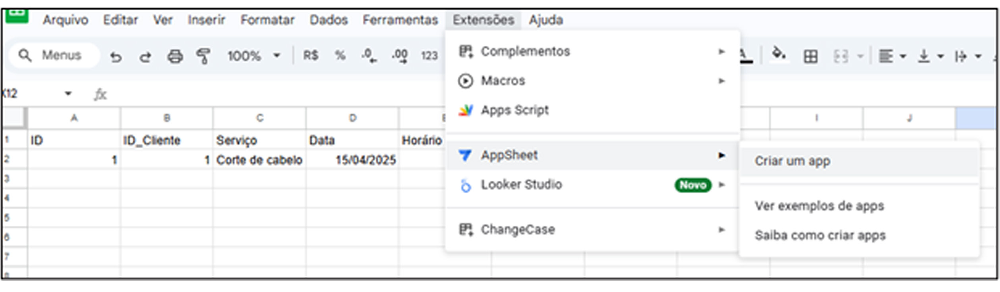 Arquivo Editar Ver Inserir Formatar Dados Ferramentas Extensões Ajuda
Menus 100% R$ % .0 .00 123 A
fx
Complementos
Macros
Apps Script
AppSheet
Looker Studio Novo
ChangeCase
Criar um app
Ver exemplos de apps
Saiba como criar apps
A B C D I J
1 ID ID_Cliente Serviço Data Horário
2 1 1 Corte de cabelo 15/04/2025
3
4
5
6
7
8